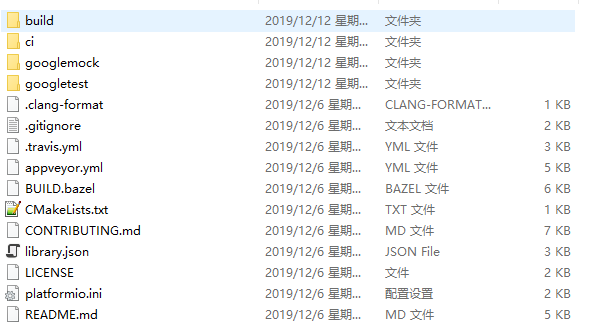 build 2019/12/12 星期... 文件夹
ci 2019/12/12 星期... 文件夹
googlemock 2019/12/12 星期... 文件夹
googletest 2019/12/12 星期... 文件夹
.clang-format 2019/12/6 星期... CLANG-FORMAT... 1 KB
.gitignore 2019/12/6 星期... 文本文档 2 KB
.travis.yml 2019/12/6 星期... YML 文件 3 KB
appveyor.yml 2019/12/6 星期... YML 文件 5 KB
BUILD.bazel 2019/12/6 星期... BAZEL 文件 6 KB
CMakeLists.txt 2019/12/6 星期... TXT 文件 1 KB
CONTRIBUTING.md 2019/12/6 星期... MD 文件 7 KB
library.json 2019/12/6 星期... JSON File 3 KB
LICENSE 2019/12/6 星期... 文件 2 KB
platformio.ini 2019/12/6 星期... 配置设置 2 KB
README.md 2019/12/6 星期... MD 文件 5 KB